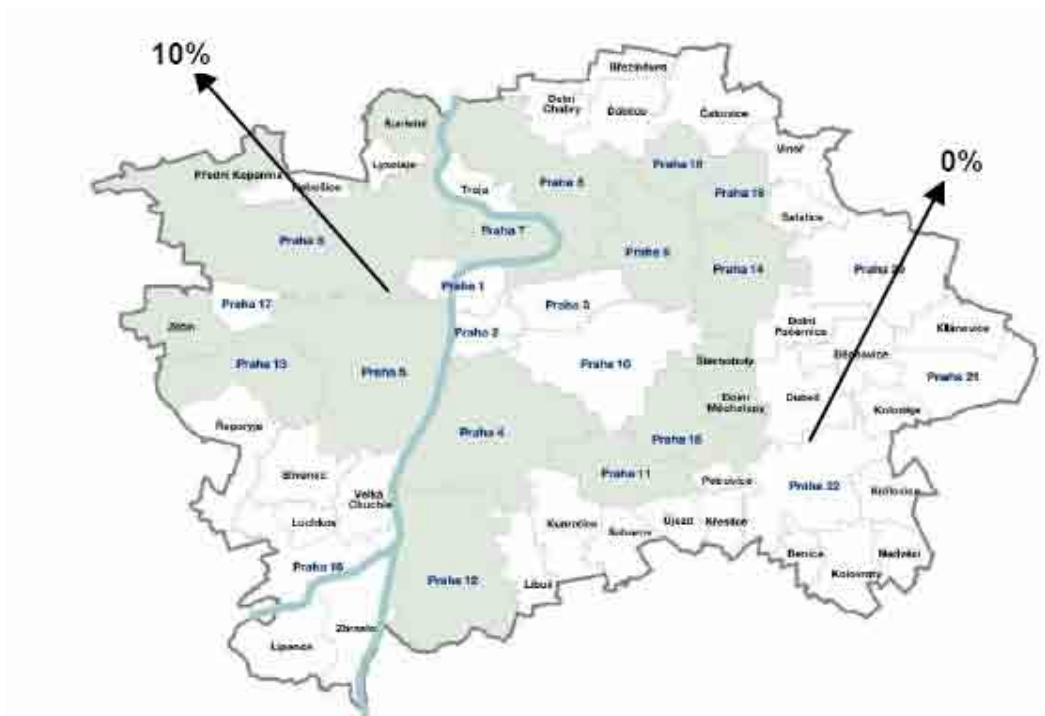 10%
0%
Březiněves
Dolní
Chabry
Ďáblice
Čakovice
Suchdol
Lysolaje
Vinoř
Přední Kopanina
Nebušice
Troja
Praha 8
Praha 18
Praha 19
Satalice
Praha 6
Praha 7
Praha 9
Praha 14
Praha 20
Praha 1
Praha 17
Praha 3
Praha 2
Dolní
Počernice
Klánovice
Běchovice
Praha 13
Praha 5
Praha 10
Štěrboholy
Praha 21
Dubeč
Dolní
Měcholupy
Koloděje
Řeporyje
Praha 4
Praha 15
Praha 11
Petrovice
Slivenec
Velká
Chuchle
Praha 22
Královice
Lochkov
Kunratice
Šeberov
Újezd
Křeslice
Praha 16
Praha 12
Libuš
Benice
Kolovraty
Nedvězí
Zbraslav
Lipence